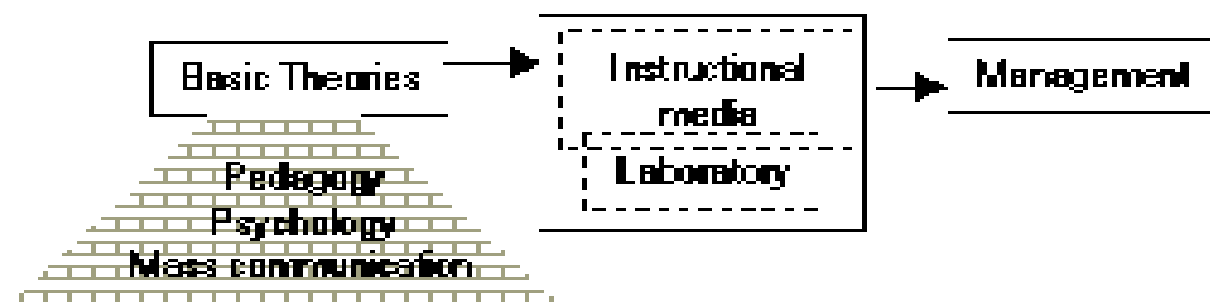 Basic Theories
Pedagogy
Psychology
Mass communication
Instructional
media
Laboratory
Management